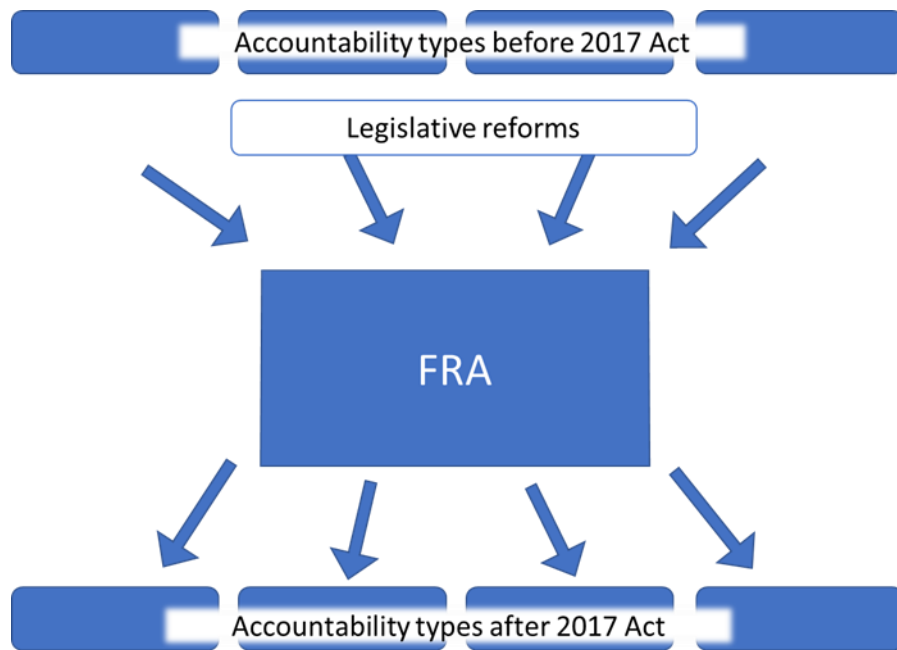 Accountability types before 2017 Act
Legislative reforms
FRA
Accountability types after 2017 Act